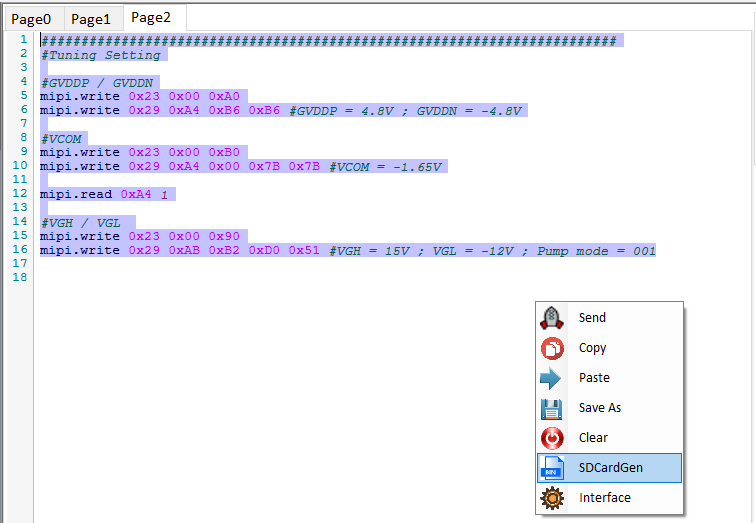 Page0 Page1 Page2
1 ########################################################################
2 #Tuning Setting
3
4 #GVDDP / GVDDN
5 mipi.write 0x23 0x00 0xA0
6 mipi.write 0x29 0xA4 0xB6 0xB6 #GVDDP = 4.8V ; GVDDN = -4.8V
7
8 #VCOM
9 mipi.write 0x23 0x00 0xB0
10 mipi.write 0x29 0xA4 0x00 0x7B 0x7B #VCOM = -1.65V
11
12 mipi.read 0xA4 1
13
14 #VGH / VGL
15 mipi.write 0x23 0x00 0x90
16 mipi.write 0x29 0xAB 0xB2 0xD0 0x51 #VGH = 15V ; VGL = -12V ; Pump mode = 001
17
18
Send
Copy
Paste
Save As
Clear
BIN SDCardGen
Interface